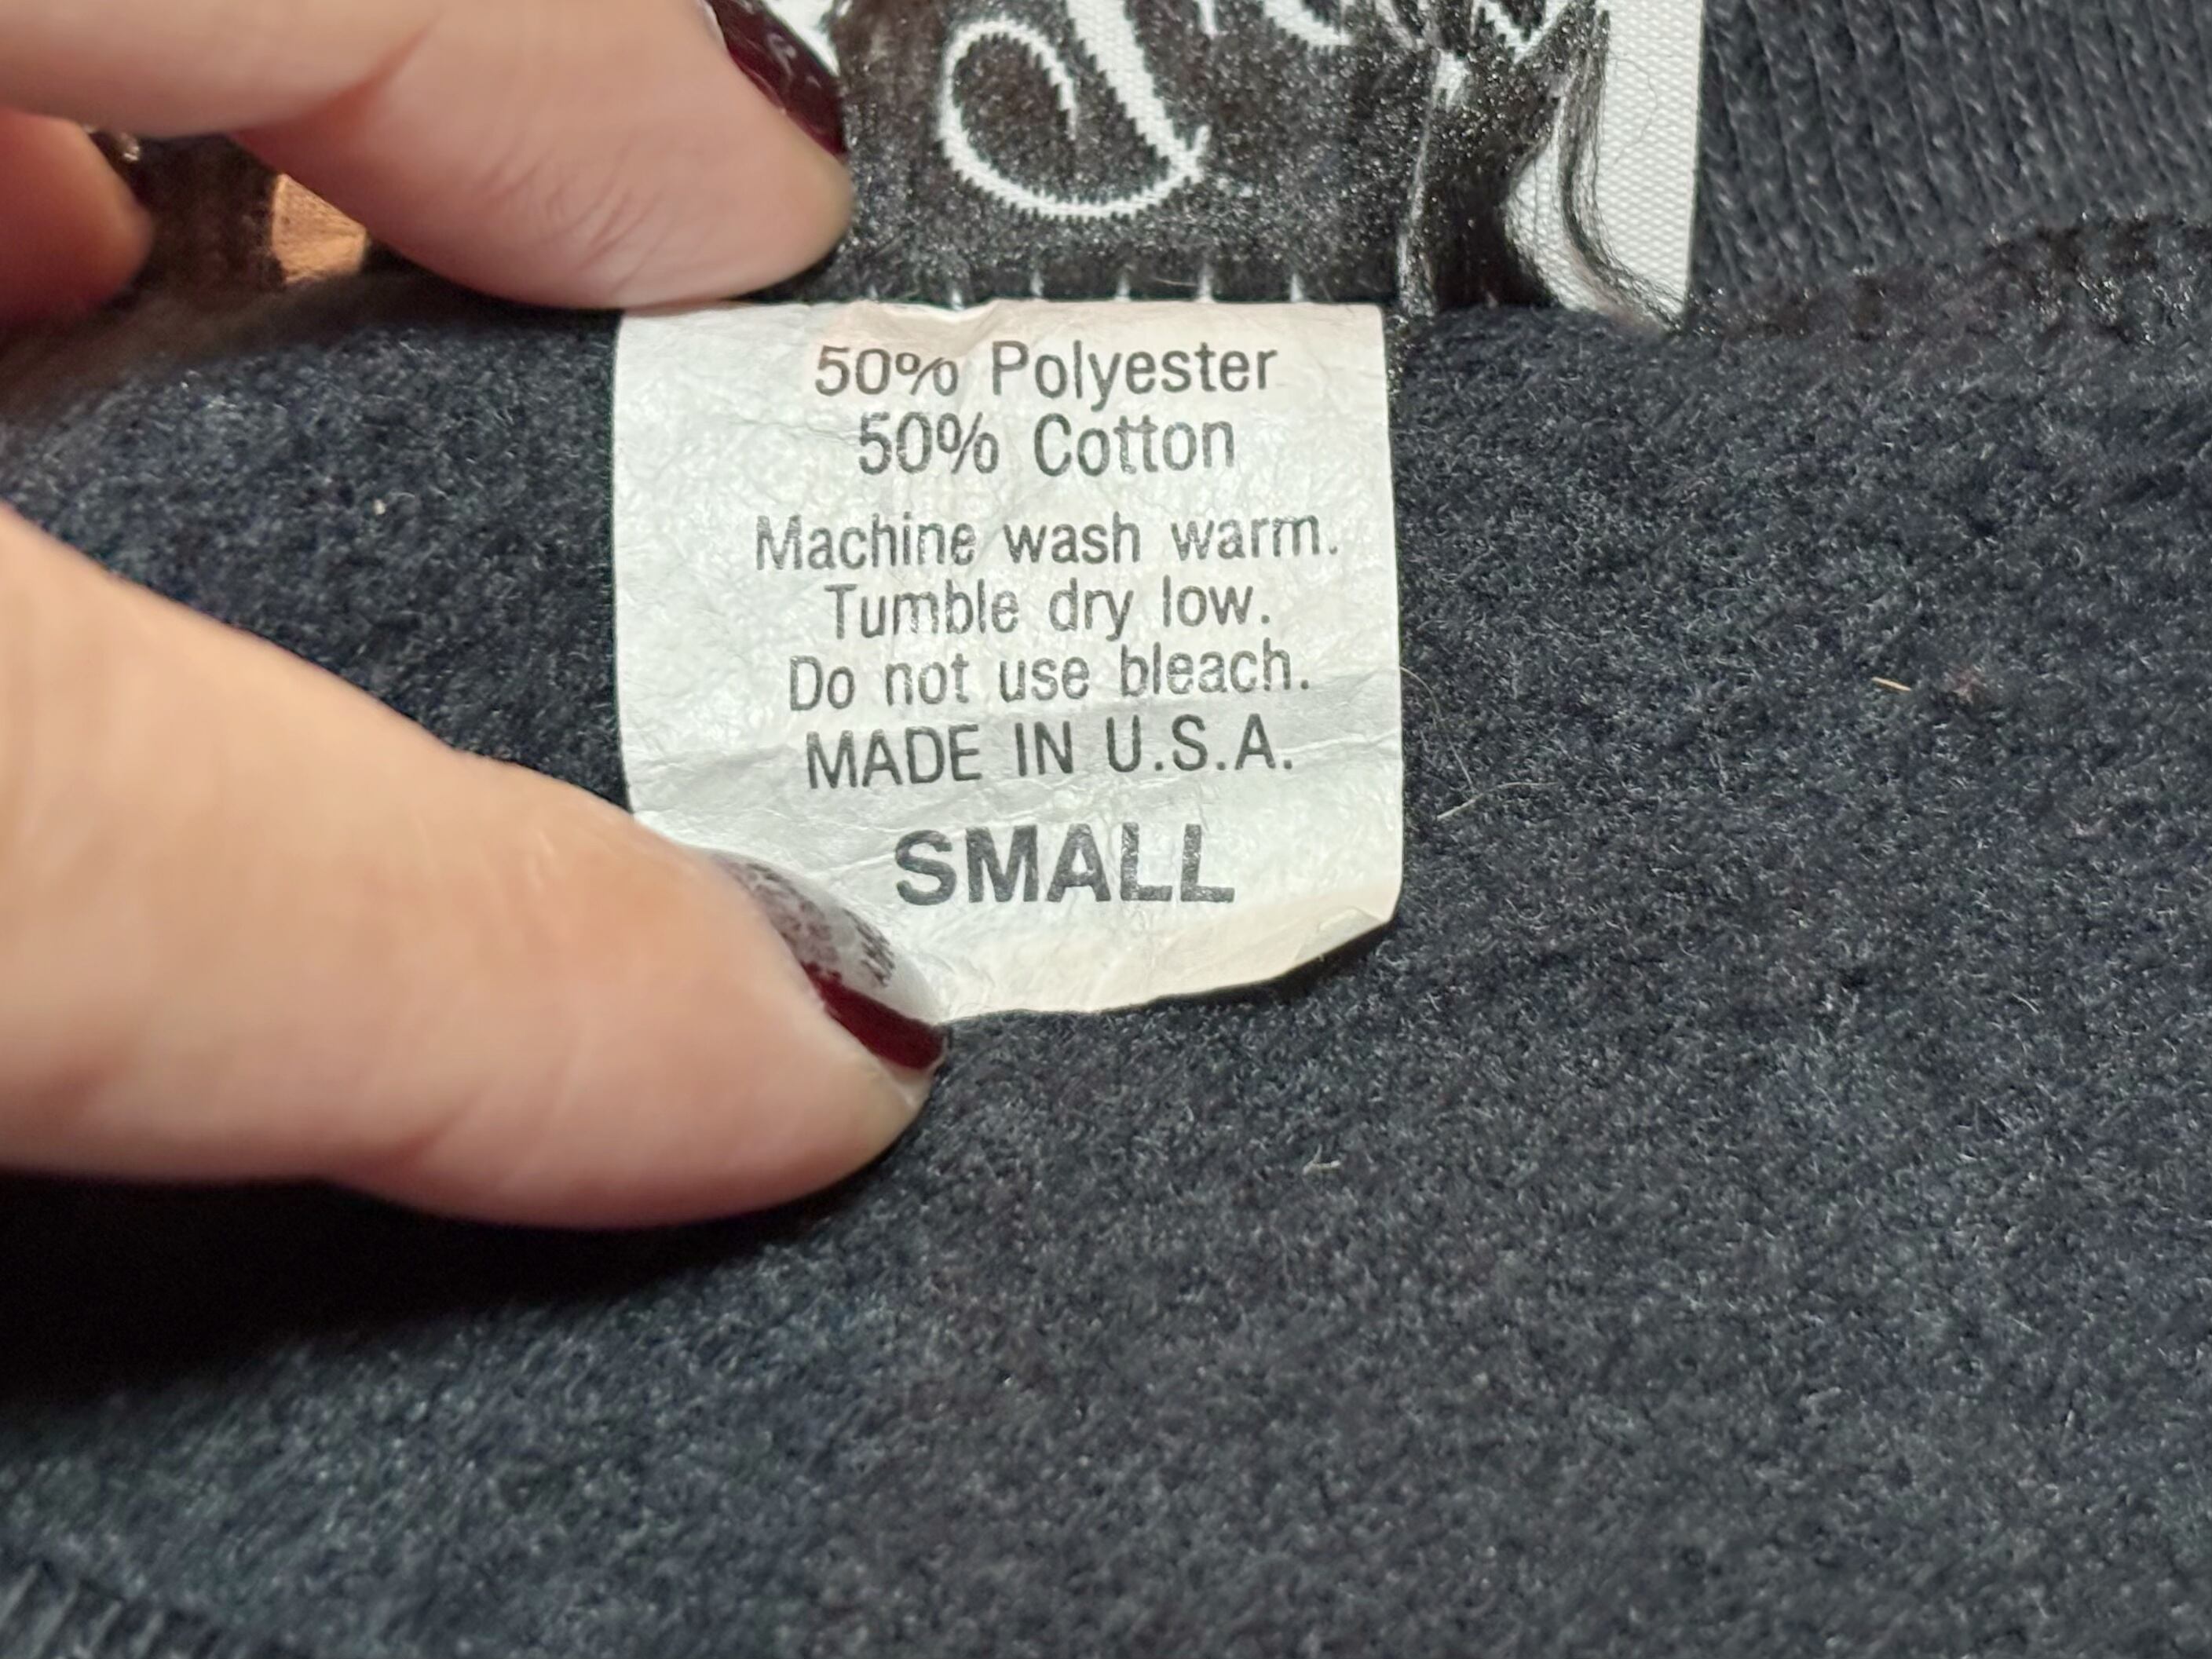 50% Polyester
50% Cotton
Machine wash warm.
Tumble dry low.
Do not use bleach.
MADE IN U.S.A.
SMALL